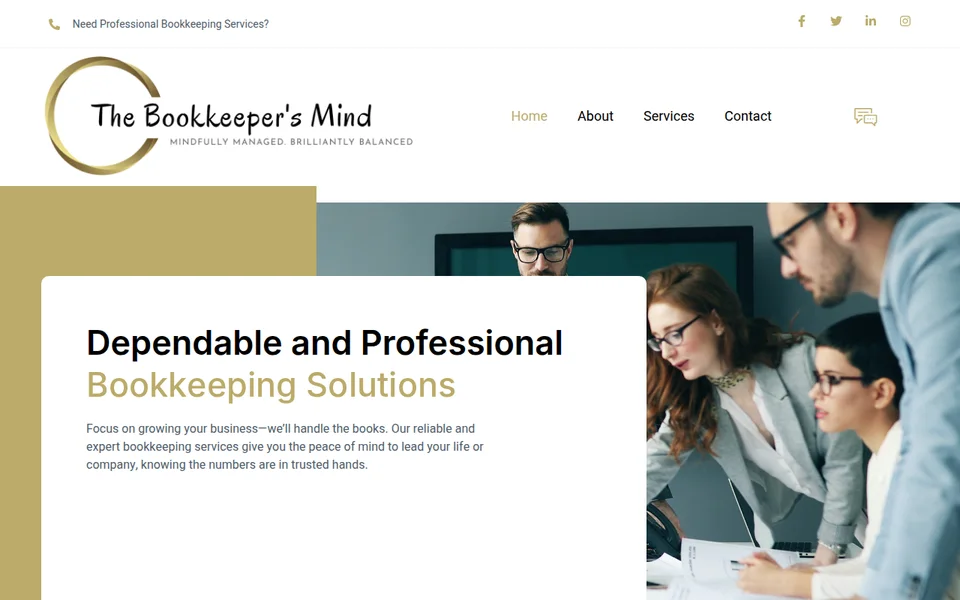 Need Professional Bookkeeping Services?
The Bookkeeper's Mind
MINDFULLY MANAGED. BRILLIANTLY BALANCED
Home About Services Contact
Dependable and Professional
Bookkeeping Solutions
Focus on growing your business—we'll handle the books. Our reliable and
expert bookkeeping services give you the peace of mind to lead your life or
company, knowing the numbers are in trusted hands.